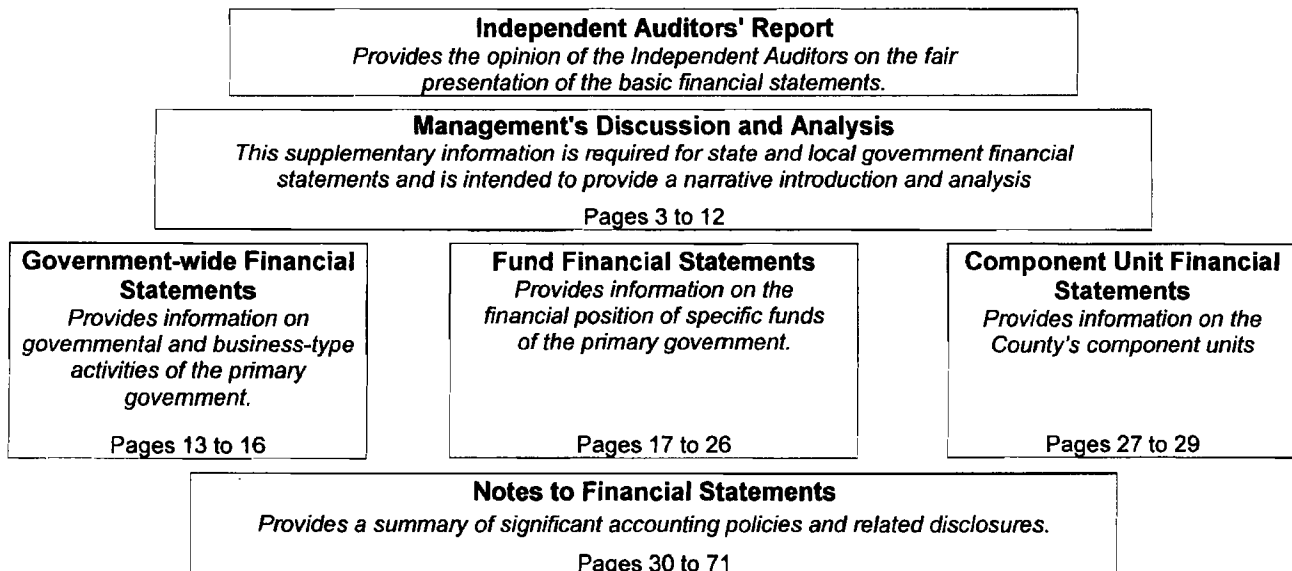 Independent Auditors' Report
Provides the opinion of the Independent Auditors on the fair
presentation of the basic financial statements.
Management's Discussion and Analysis
This supplementary information is required for state and local government financial
statements and is intended to provide a narrative introduction and analysis
Pages 3 to 12
Government-wide Financial
Statements
Provides information on
governmental and business-type
activities of the primary
government.
Pages 13 to 16
Fund Financial Statements
Provides information on the
financial position of specific funds
of the primary government.
Pages 17 to 26
Component Unit Financial
Statements
Provides information on the
County's component units
Pages 27 to 29
Notes to Financial Statements
Provides a summary of significant accounting policies and related disclosures.
Pages 30 to 71